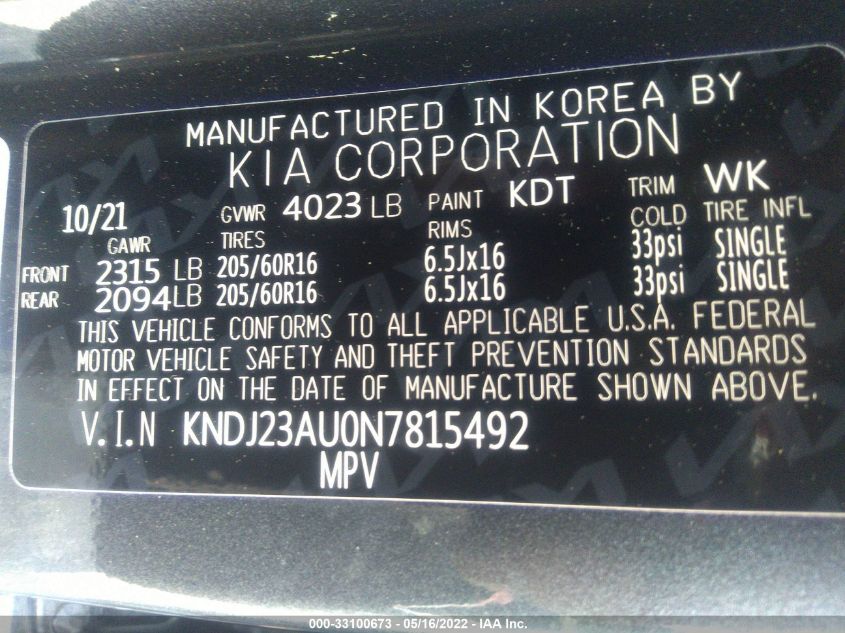 MANUFACTURED IN KOREA BY
KIA CORPORATION
10/21 GVWR 4023 LB PAINT KDT TRIM WK
GAWR TIRES RIMS COLD TIRE INFL
FRONT 2315 LB 205/60R16 6.5Jx16 33psi SINGLE
REAR 2094 LB 205/60R16 6.5Jx16 33psi SINGLE
THIS VEHICLE CONFORMS TO ALL APPLICABLE U.S.A. FEDERAL
MOTOR VEHICLE SAFETY AND THEFT PREVENTION STANDARDS
IN EFFECT ON THE DATE OF MANUFACTURE SHOWN ABOVE.
V.I.N KNDJ23AU0N7815492
MPV
000-33100673 - 05/16/2022 - IAA Inc.